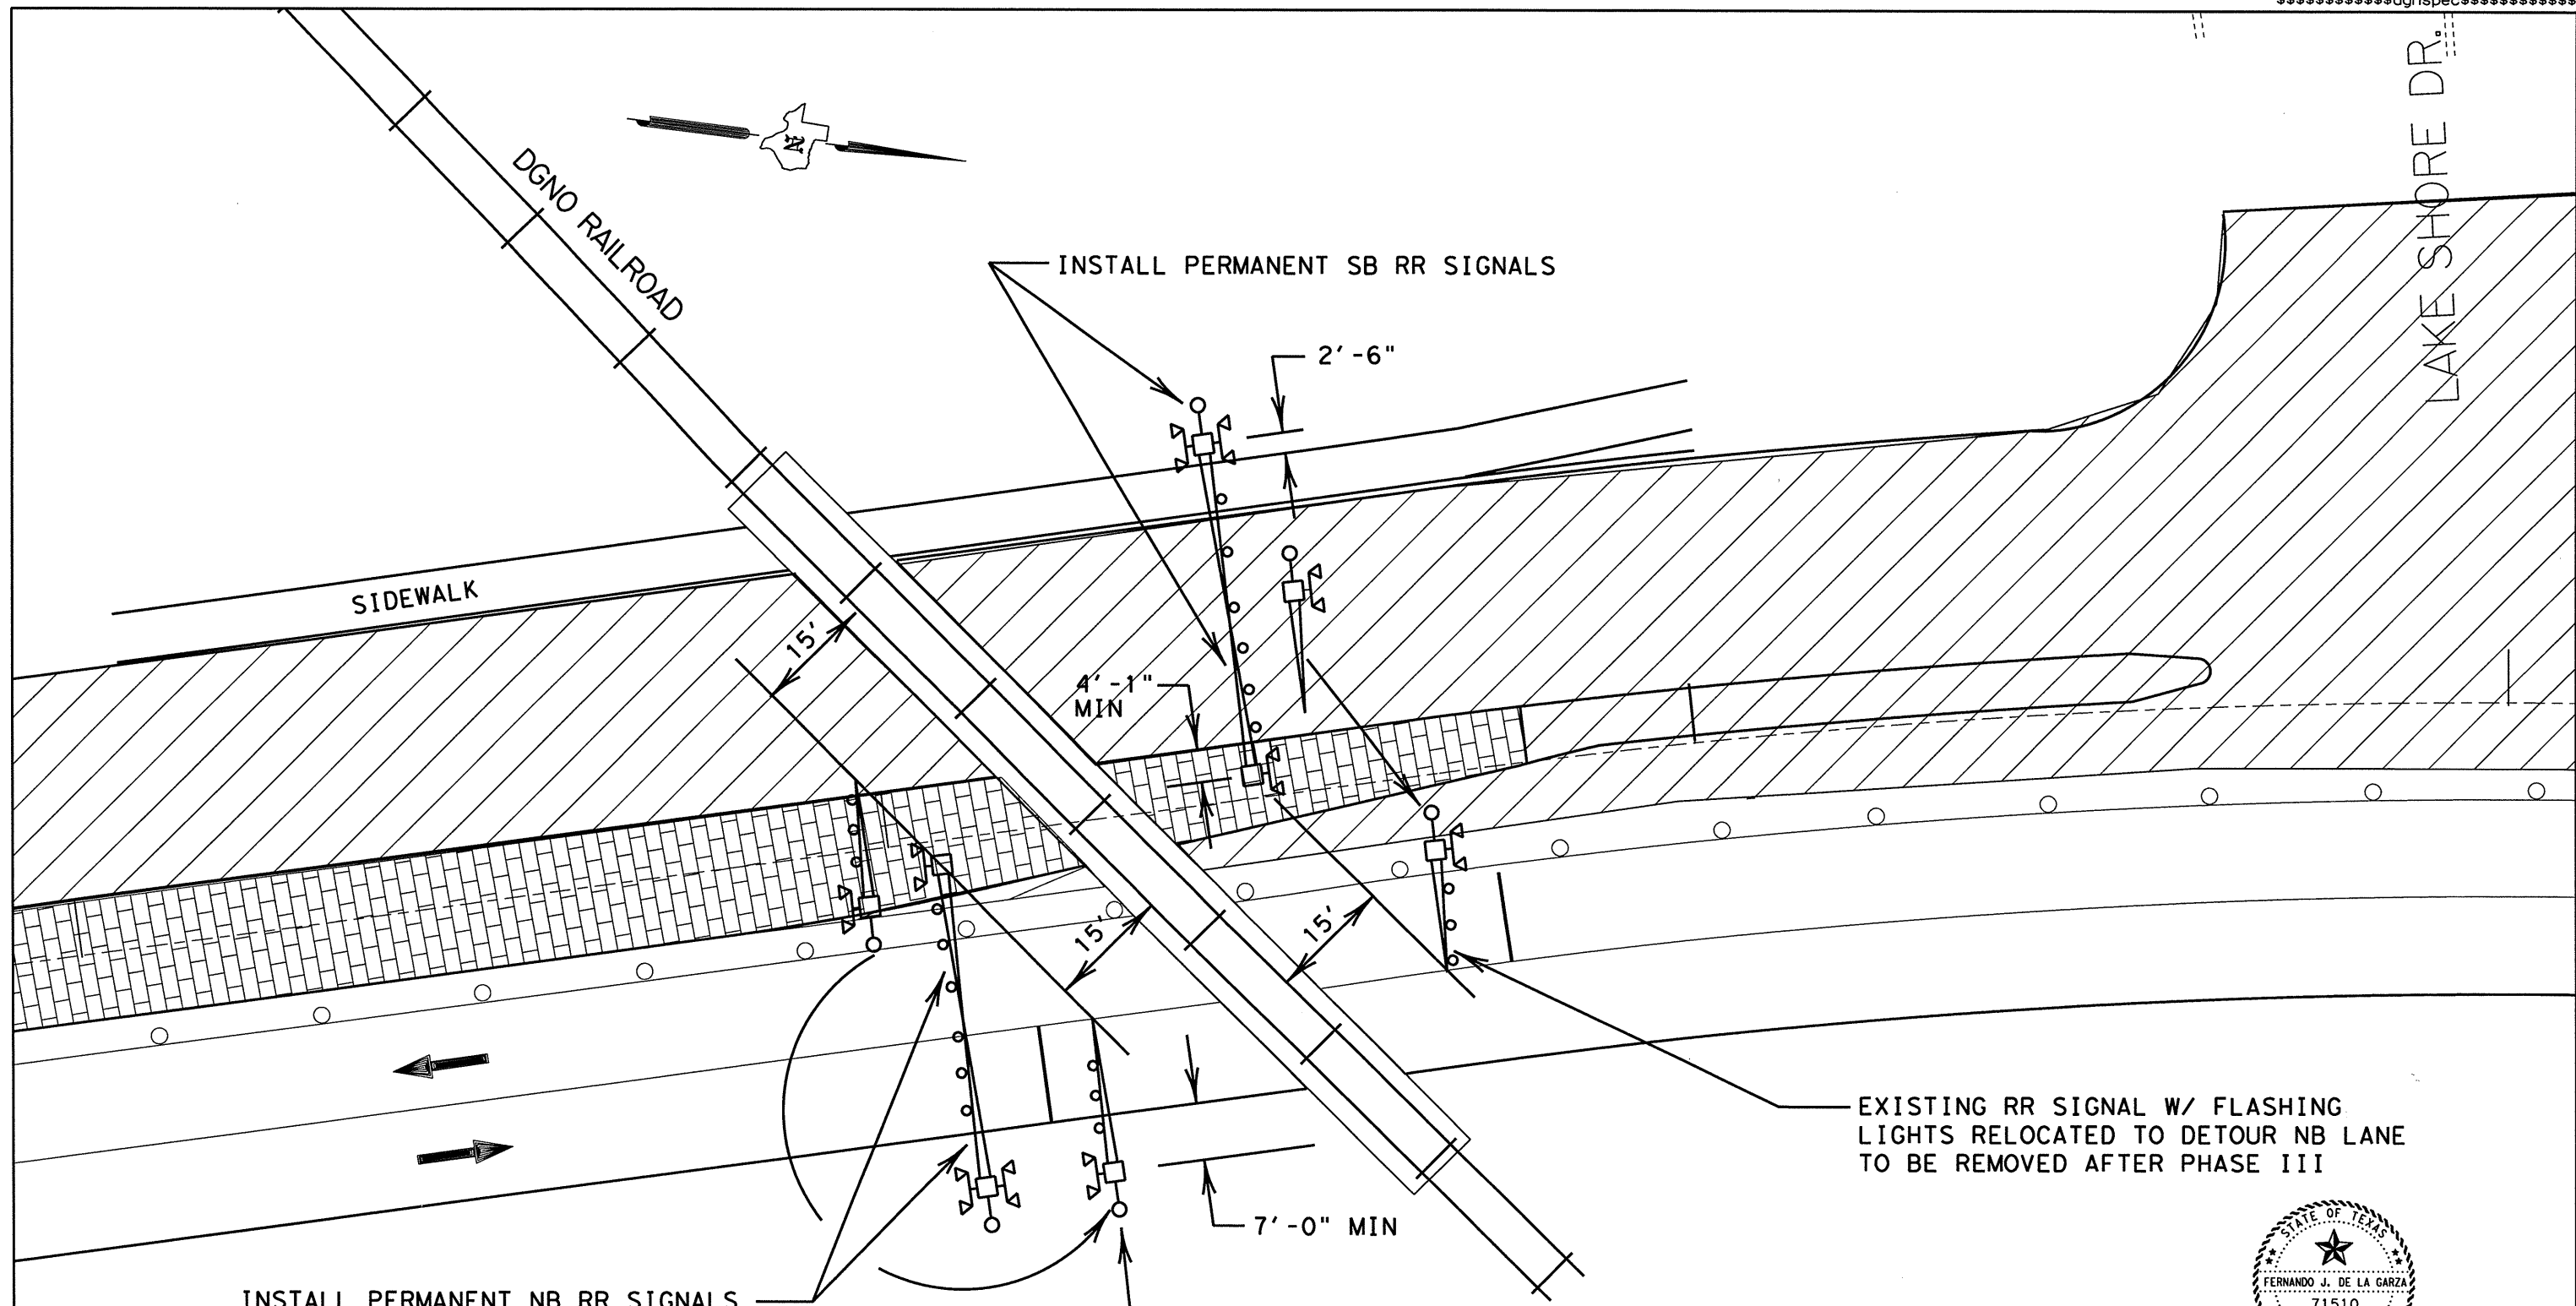 $$$$$$$$$$$$dgnspec$$$$$$$$$$$$
LAKE SHORE DR.
N
DGNO RAILROAD
INSTALL PERMANENT SB RR SIGNALS
2'-6"
SIDEWALK
15'
4'-1"
MIN
15'
15'
EXISTING RR SIGNAL W/ FLASHING
LIGHTS RELOCATED TO DETOUR NB LANE
TO BE REMOVED AFTER PHASE III
7'-0" MIN
INSTALL PERMANENT NB RR SIGNALS
STATE OF TEXAS
FERNANDO J. DE LA GARZA
71510